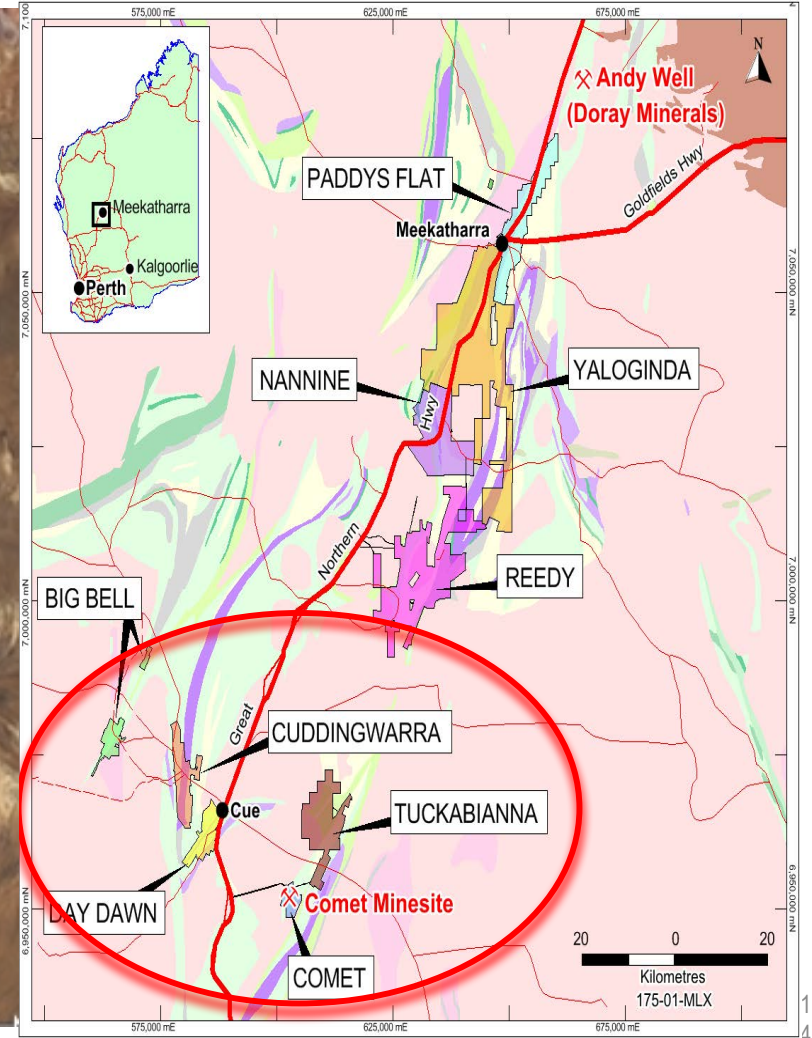 575,000 mE
625,000 mE
675,000 mE
7,100
N
Andy Well
(Doray Minerals)
PADDYS FLAT
Goldfields Hwy
Meekatharra
Meekatharra
Kalgoorlie
Perth
7,050,000 mN
7,050,000 mN
NANNINE
YALOGINDA
Hwy
Northern
REEDY
BIG BELL
7,000,000 mN
7,000,000 mN
Great
CUDDINGWARRA
Cue
TUCKABIANNA
DAY DAWN
Comet Minesite
6,950,000 mN
6,950,000 mN
COMET
20 0 20
Kilometres
175-01-MLX
575,000 mE
625,000 mE
675,000 mE
1
4